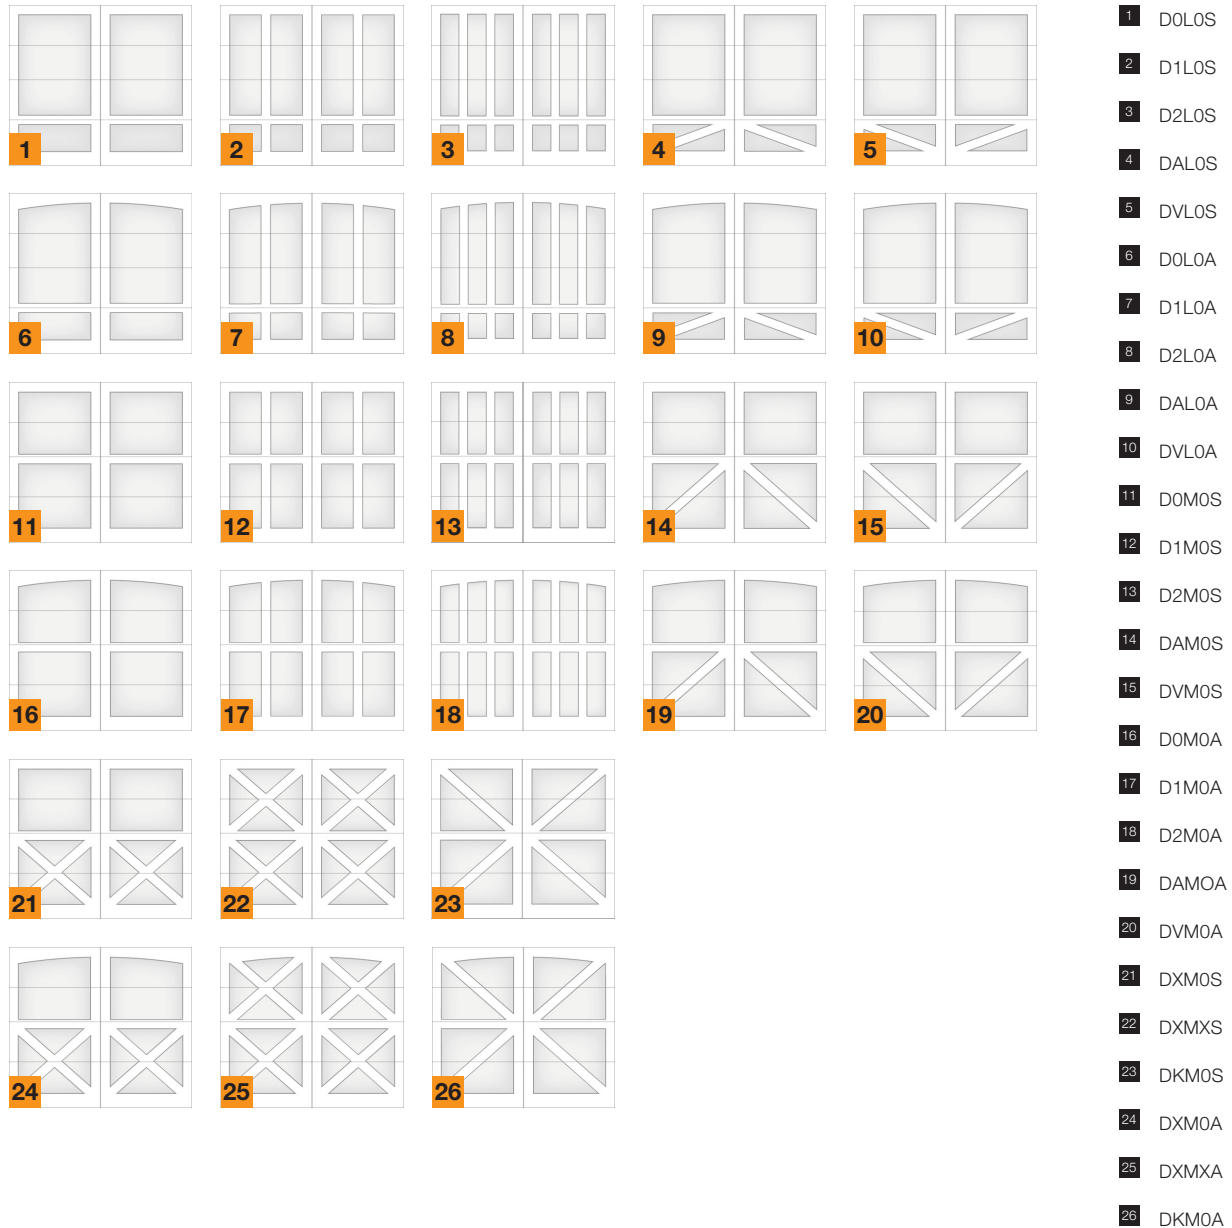 1 2 3 4 5
6 7 8 9 10
11 12 13 14 15
16 17 18 19 20
21 22 23
24 25 26
1 D0L0S
2 D1L0S
3 D2L0S
4 DAL0S
5 DVL0S
6 D0L0A
7 D1L0A
8 D2L0A
9 DAL0A
10 DVL0A
11 D0M0S
12 D1M0S
13 D2M0S
14 DAM0S
15 DVM0S
16 D0M0A
17 D1M0A
18 D2M0A
19 DAMOA
20 DVM0A
21 DXM0S
22 DXMXS
23 DKM0S
24 DXM0A
25 DXMXA
26 DKM0A